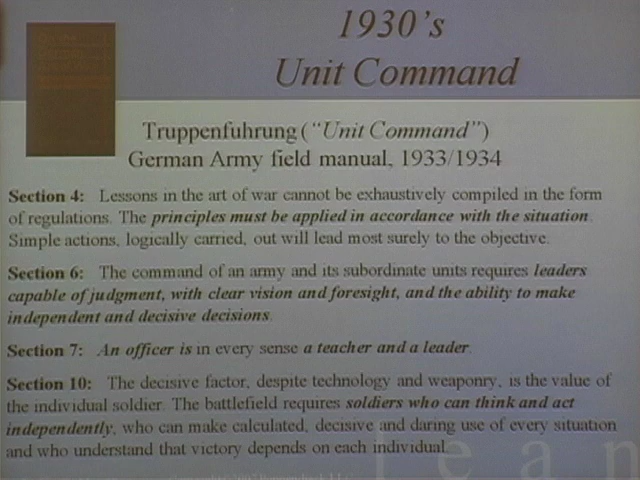 1930's
Unit Command
Truppenfuhrung ("Unit Command")
German Army field manual, 1933/1934
Section 4: Lessons in the art of war cannot be exhaustively compiled in the form
of regulations. The principles must be applied in accordance with the situation.
Simple actions, logically carried, out will lead most surely to the objective.
Section 6: The command of an army and its subordinate units requires leaders
capable of judgment, with clear vision and foresight, and the ability to make
independent and decisive decisions.
Section 7: An officer is in every sense a teacher and a leader.
Section 10: The decisive factor, despite technology and weaponry, is the value of
the individual soldier. The battlefield requires soldiers who can think and act
independently, who can make calculated, decisive and daring use of every situation
and who understand that victory depends on each individual.
lean